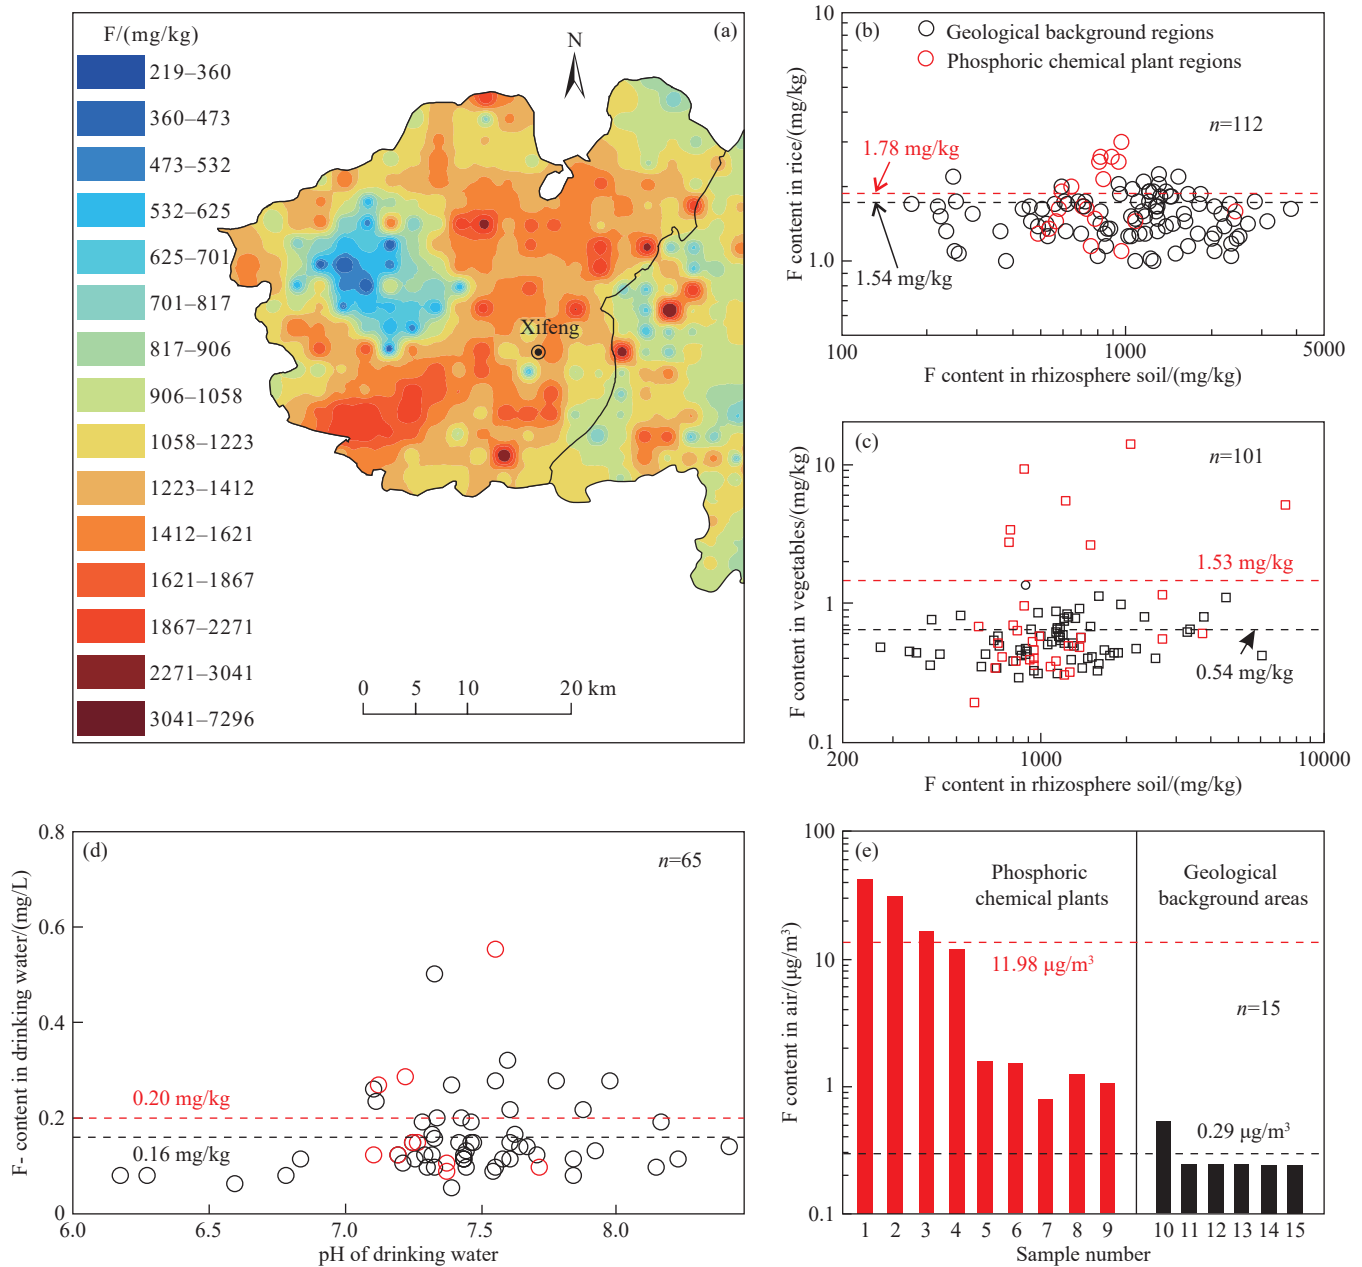 F/(mg/kg)
219–360
360–473
473–532
532–625
625–701
701–817
817–906
906–1058
1058–1223
1223–1412
1412–1621
1621–1867
1867–2271
2271–3041
3041–7296
(a)
N
Xifeng
0 5 10 20 km
(b)
Geological background regions
Phosphoric chemical plant regions
n=112
1.78 mg/kg
1.54 mg/kg
F content in rice/(mg/kg)
10
1.0
100 1000 5000
F content in rhizosphere soil/(mg/kg)
(c)
n=101
1.53 mg/kg
0.54 mg/kg
F content in vegetables/(mg/kg)
10
1
0.1
200 1000 10000
F content in rhizosphere soil/(mg/kg)
(d)
n=65
0.20 mg/kg
0.16 mg/kg
F- content in drinking water/(mg/L)
0.8
0.6
0.4
0.2
0
6.0 6.5 7.0 7.5 8.0
pH of drinking water
(e)
Phosphoric
chemical plants
Geological
background areas
11.98 μg/m³
n=15
0.29 μg/m³
F content in air/(μg/m³)
100
10
1
0.1
1 2 3 4 5 6 7 8 9 10 11 12 13 14 15
Sample number